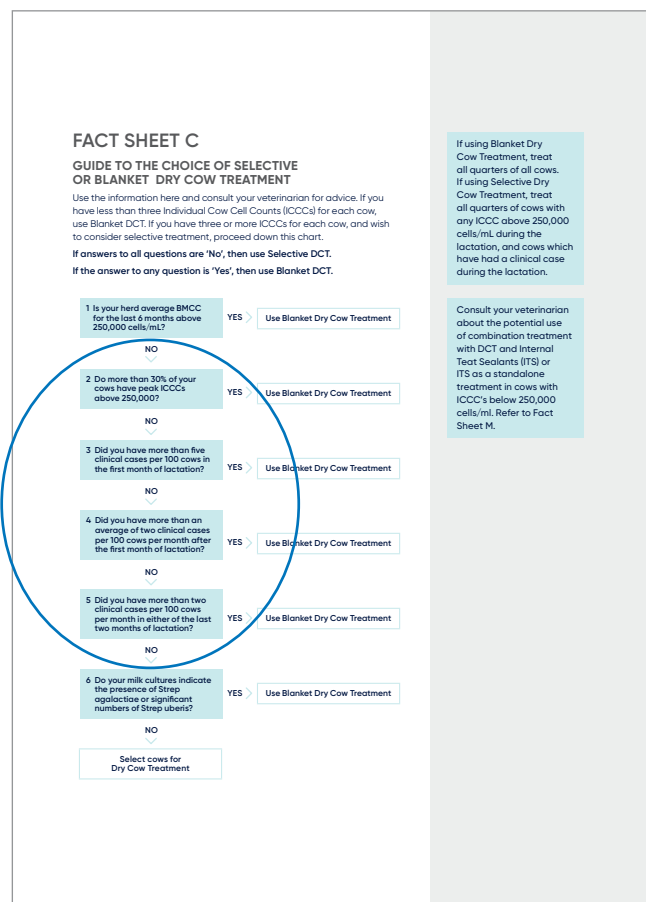 FACT SHEET C
GUIDE TO THE CHOICE OF SELECTIVE
OR BLANKET DRY COW TREATMENT
Use the information here and consult your veterinarian for advice. If you
have less than three Individual Cow Cell Counts (ICCCs) for each cow,
use Blanket DCT. If you have three or more ICCCs for each cow, and wish
to consider selective treatment, proceed down this chart.
If answers to all questions are ‘No’, then use Selective DCT.
If the answer to any question is ‘Yes’, then use Blanket DCT.
1 Is your herd average BMCC
for the last 6 months above
250,000 cells/mL?
YES
Use Blanket Dry Cow Treatment
NO
2 Do more than 30% of your
cows have peak ICCCs
above 250,000?
YES
Use Blanket Dry Cow Treatment
NO
3 Did you have more than five
clinical cases per 100 cows in
the first month of lactation?
YES
Use Blanket Dry Cow Treatment
NO
4 Did you have more than an
average of two clinical cases
per 100 cows per month after
the first month of lactation?
YES
Use Blanket Dry Cow Treatment
NO
5 Did you have more than two
clinical cases per 100 cows
per month in either of the last
two months of lactation?
YES
Use Blanket Dry Cow Treatment
NO
6 Do your milk cultures indicate
the presence of Strep
agalactiae or significant
numbers of Strep uberis?
YES
Use Blanket Dry Cow Treatment
NO
Select cows for
Dry Cow Treatment
If using Blanket Dry
Cow Treatment, treat
all quarters of all cows.
If using Selective Dry
Cow Treatment, treat
all quarters of cows with
any ICCC above 250,000
cells/mL during the
lactation, and cows which
have had a clinical case
during the lactation.
Consult your veterinarian
about the potential use
of combination treatment
with DCT and Internal
Teat Sealants (ITS) or
ITS as a standalone
treatment in cows with
ICCC's below 250,000
cells/ml. Refer to Fact
Sheet M.